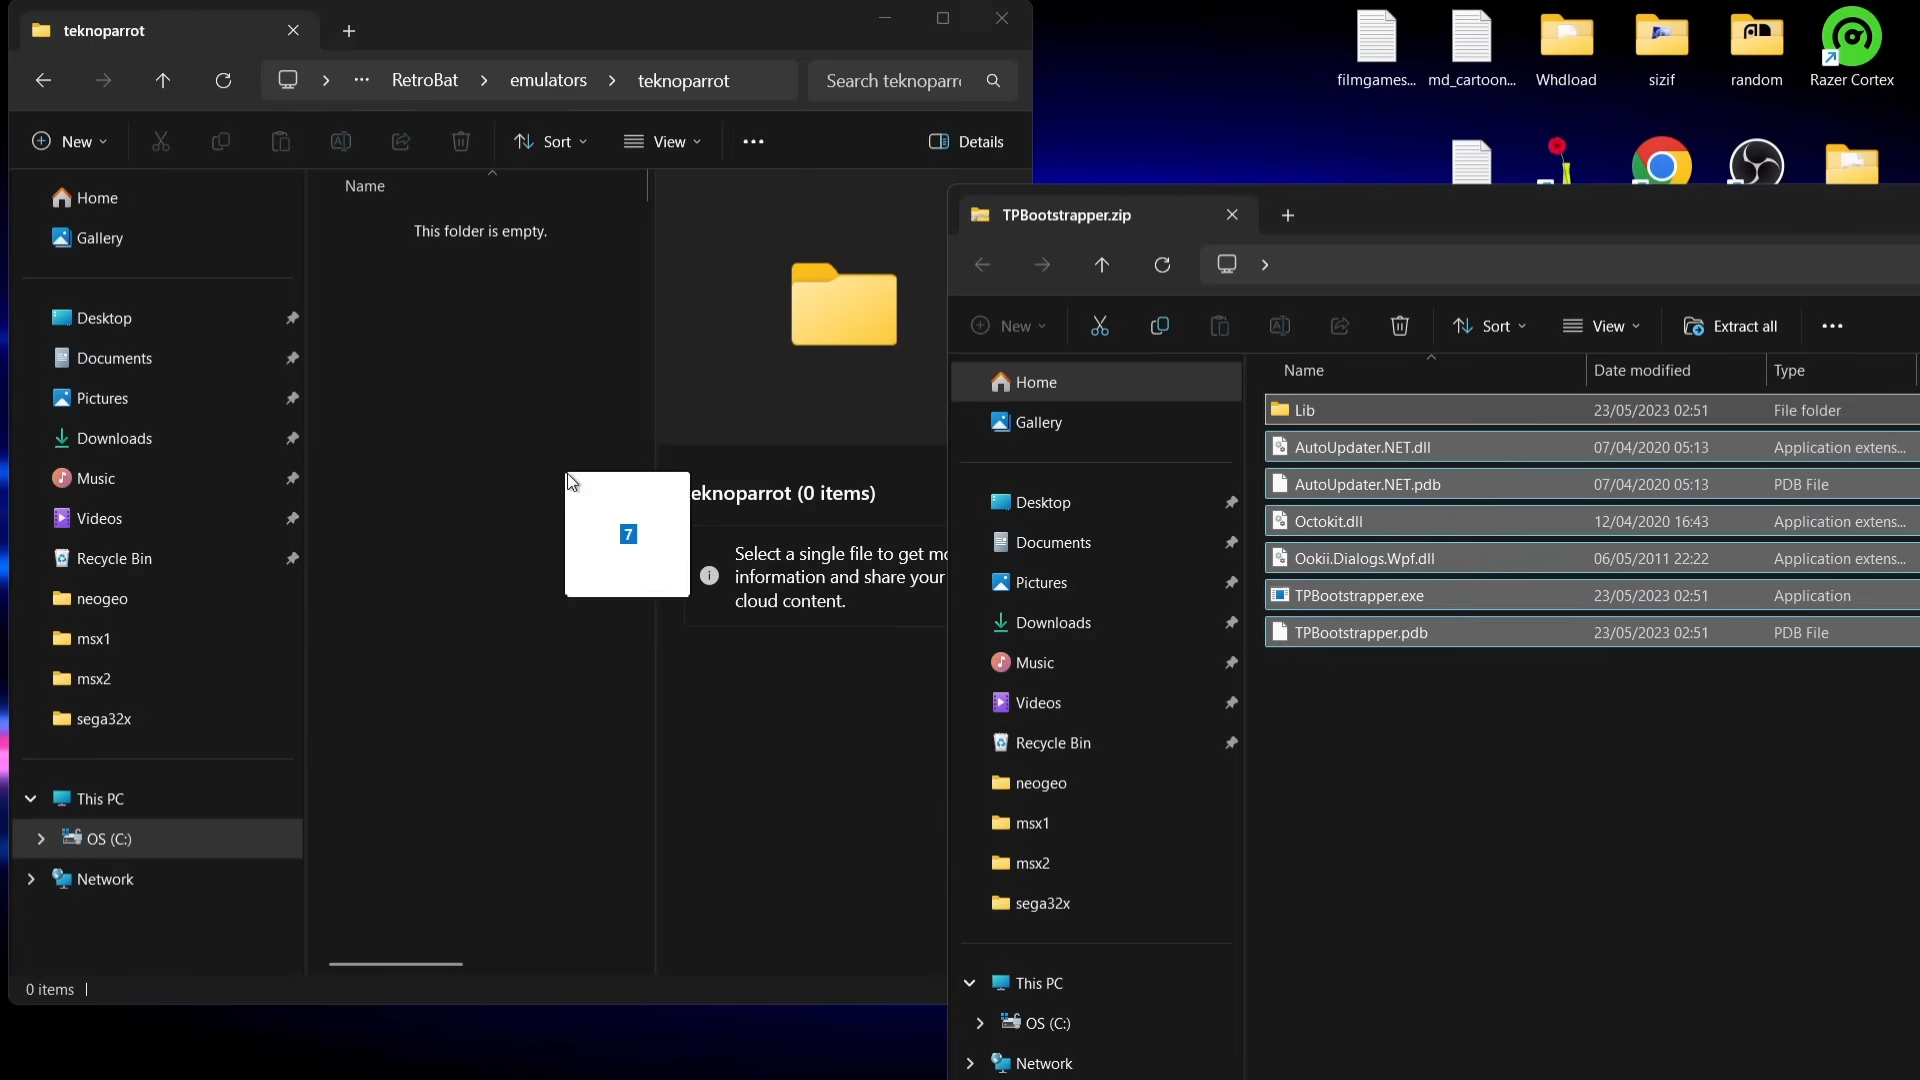 teknoparrot
RetroBat
emulators
teknoparrot
Search teknoparr
New
Sort
View
Details
Home
Gallery
Desktop
Documents
Pictures
Downloads
Music
Videos
Recycle Bin
neogeo
msx1
msx2
sega32x
This PC
OS (C:)
Network
Name
This folder is empty.
7
eknoparrot (0 items)
Select a single file to get mo
information and share your
cloud content.
0 items
filmgames...
md_cartoon...
Whdload
sizif
random
Razer Cortex
TPBootstrapper.zip
New
Sort
View
Extract all
Home
Gallery
Desktop
Documents
Pictures
Downloads
Music
Videos
Recycle Bin
neogeo
msx1
msx2
sega32x
This PC
OS (C:)
Network
Name Date modified Type
Lib 23/05/2023 02:51 File folder
AutoUpdater.NET.dll 07/04/2020 05:13 Application extens...
AutoUpdater.NET.pdb 07/04/2020 05:13 PDB File
Octokit.dll 12/04/2020 16:43 Application extens...
Ookii.Dialogs.Wpf.dll 06/05/2011 22:22 Application extens...
TPBootstrapper.exe 23/05/2023 02:51 Application
TPBootstrapper.pdb 23/05/2023 02:51 PDB File